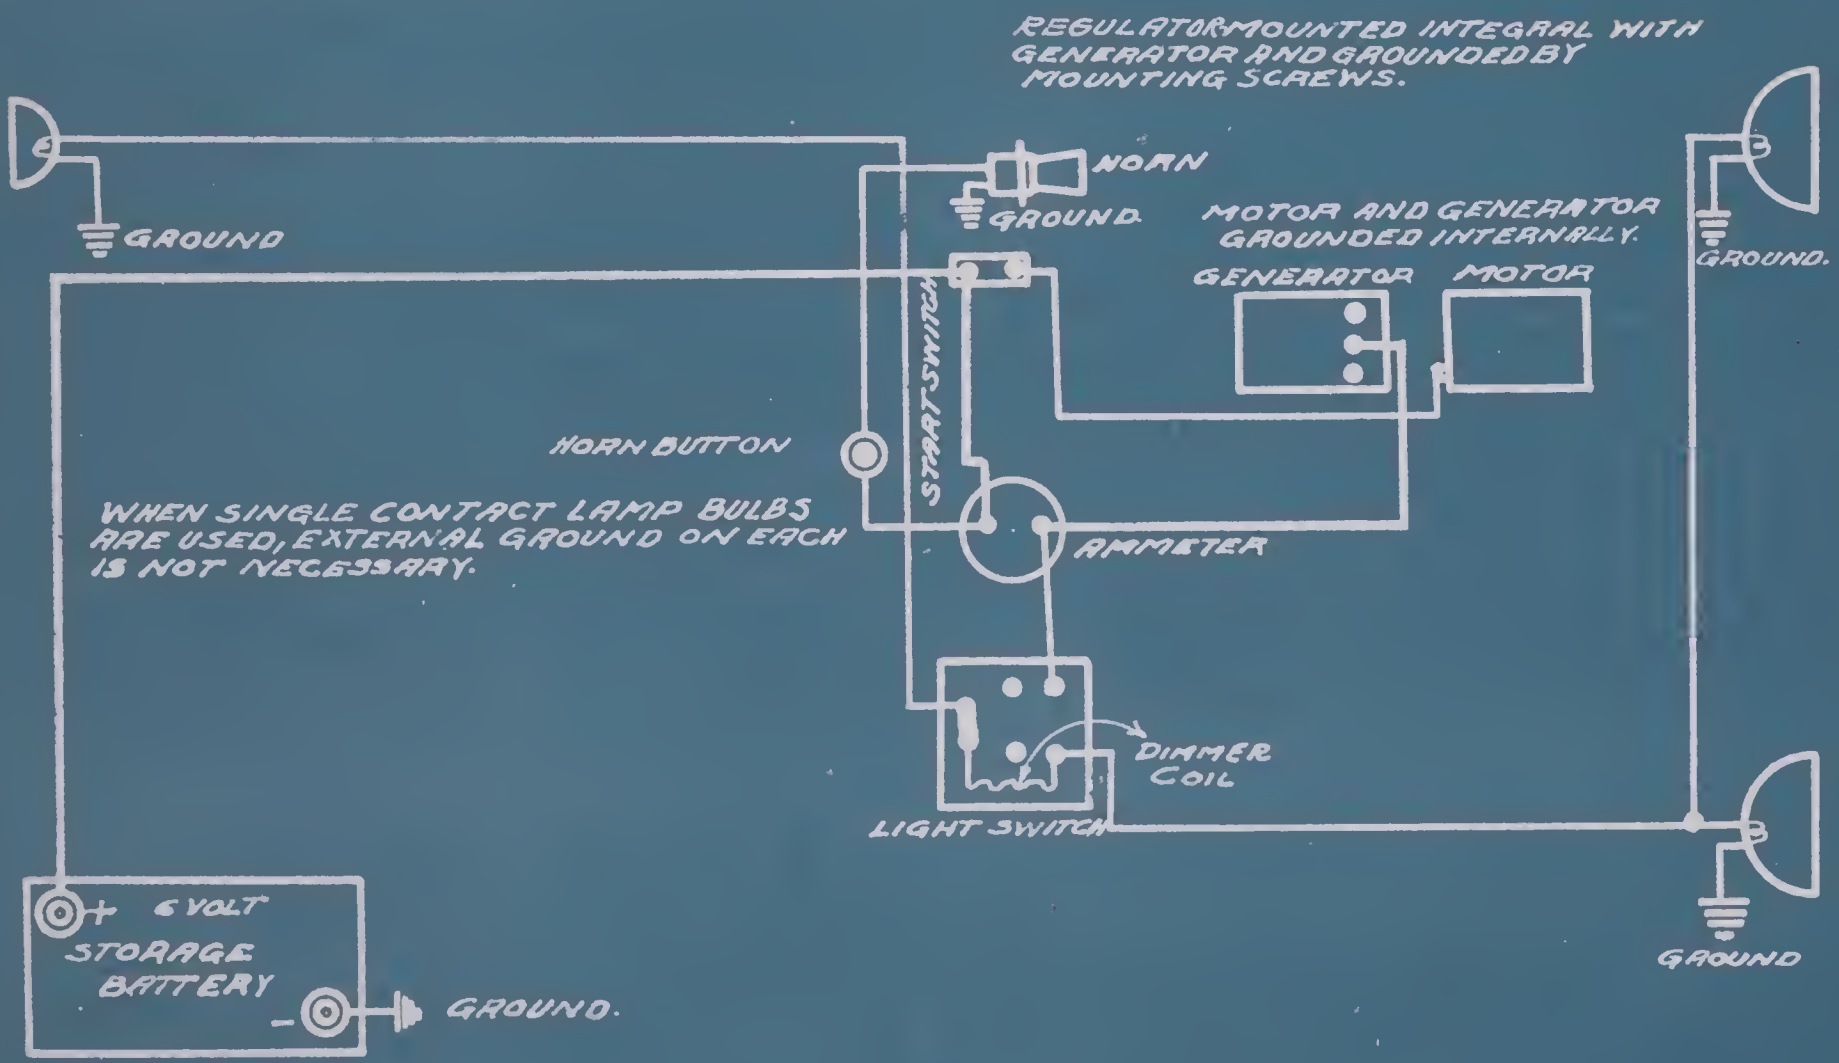 REGULATOR-MOUNTED INTEGRAL WITH
GENERATOR AND GROUNDED BY
MOUNTING SCREWS.
HORN
GROUND
GROUND
MOTOR AND GENERATOR
GROUNDED INTERNALLY.
GROUND.
GENERATOR
MOTOR
START SWITCH
HORN BUTTON
WHEN SINGLE CONTACT LAMP BULBS
ARE USED, EXTERNAL GROUND ON EACH
IS NOT NECESSARY.
AMMETER
DIMMER
COIL
LIGHT SWITCH
+ 6 VOLT
STORAGE
BATTERY
-
GROUND.
GROUND